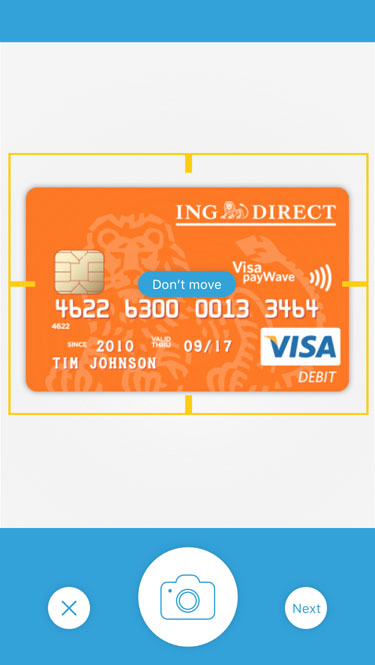 ING DIRECT
Visa
payWave
Don't move
4622 6300 0013 3464
4622
SINCE 2010 VALID THRU 09/17
TIM JOHNSON
VISA
DEBIT
Next